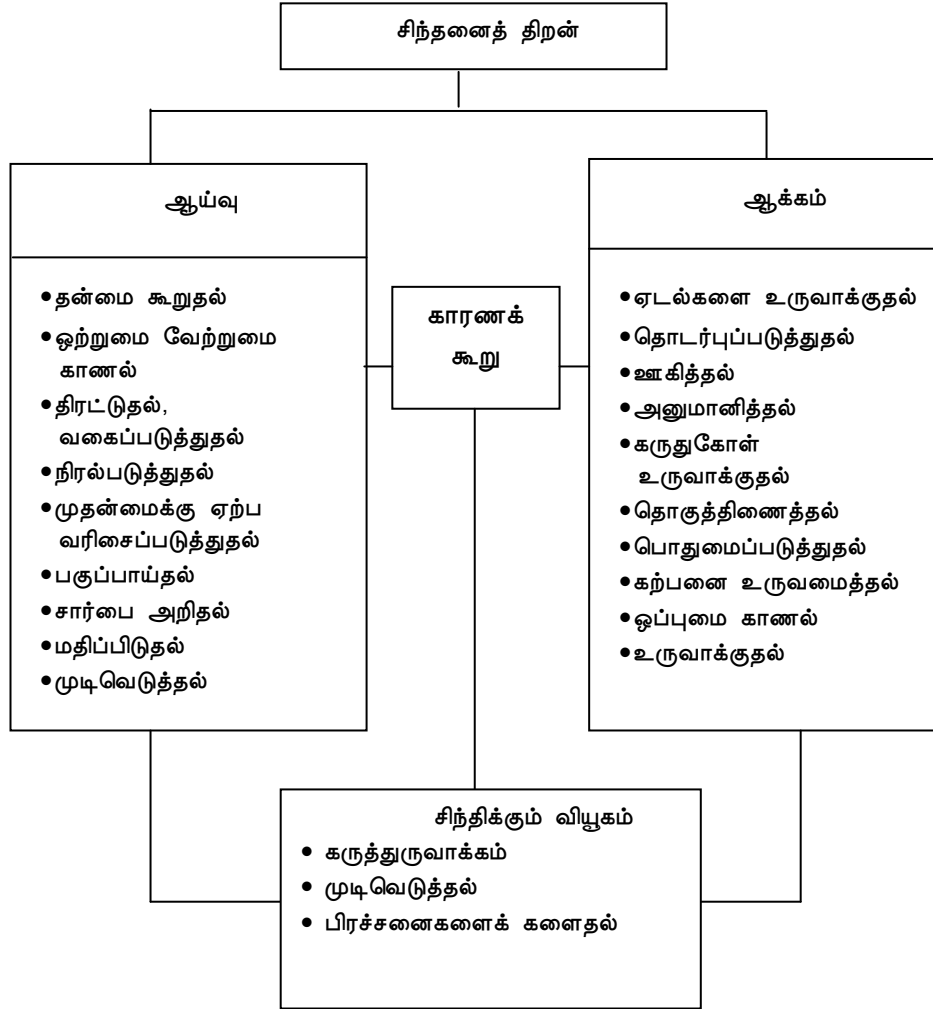 சிந்தனைத் திறன்
ஆய்வு
•தன்மை கூறுதல்
•ஒற்றுமை வேற்றுமை
காணல்
•திரட்டுதல்,
வகைப்படுத்துதல்
•நிரல்படுத்துதல்
•முதன்மைக்கு ஏற்ப
வரிசைப்படுத்துதல்
•பகுப்பாய்தல்
•சார்பை அறிதல்
•மதிப்பிடுதல்
•முடிவெடுத்தல்
காரணக்
கூறு
ஆக்கம்
•ஏடல்களை உருவாக்குதல்
•தொடர்புப்படுத்துதல்
•ஊகித்தல்
•அனுமானித்தல்
•கருதுகோள்
உருவாக்குதல்
•தொகுத்திணைத்தல்
•பொதுமைப்படுத்துதல்
•கற்பனை உருவமைத்தல்
•ஒப்புமை காணல்
•உருவாக்குதல்
சிந்திக்கும் வியூகம்
• கருத்துருவாக்கம்
• முடிவெடுத்தல்
• பிரச்சனைகளைக் களைதல்